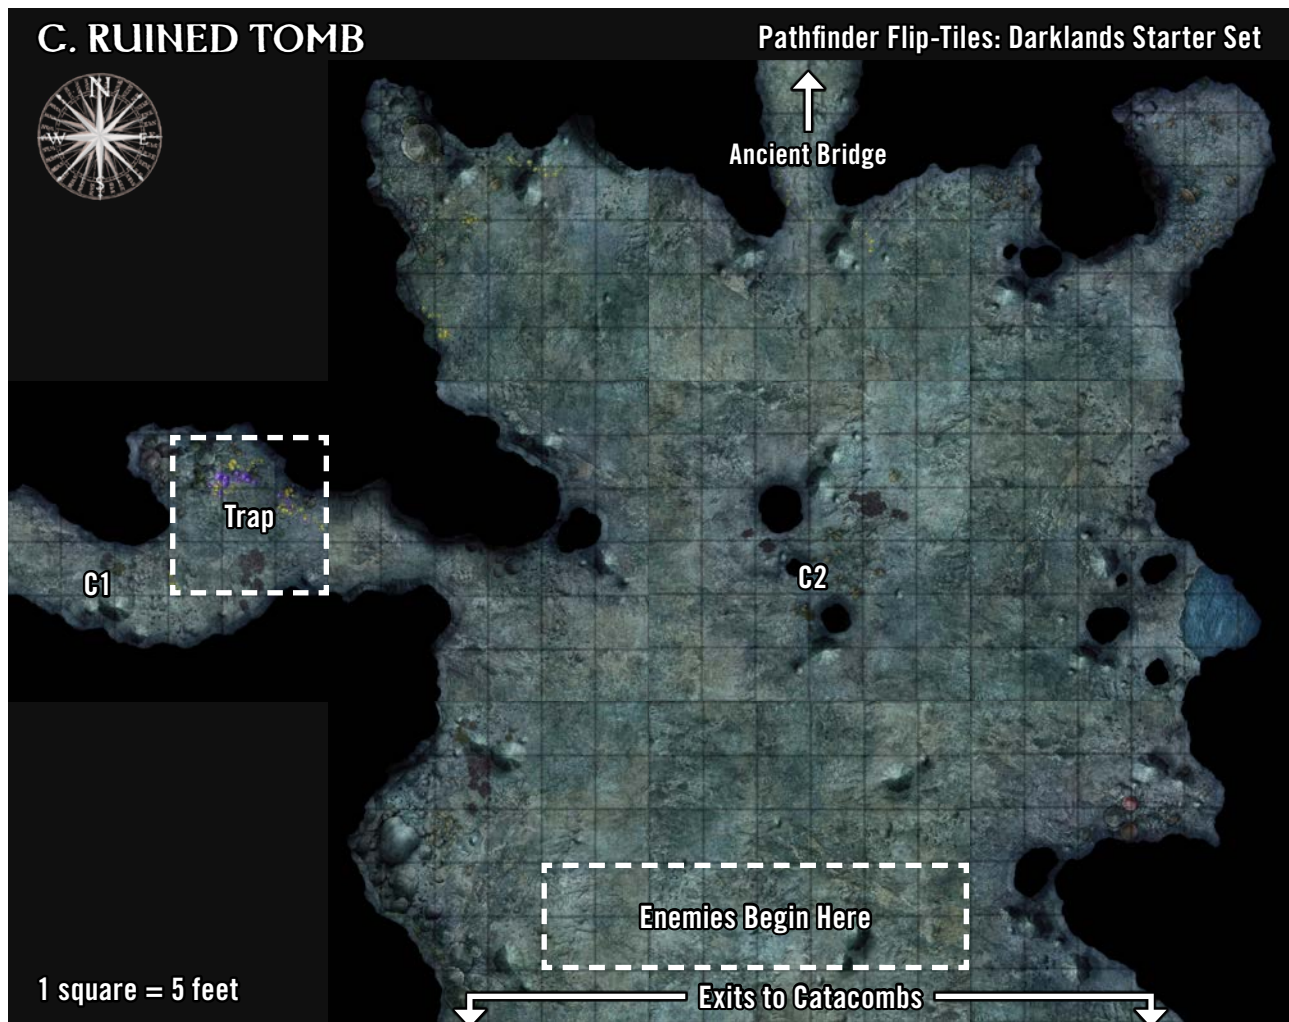 C. RUINED TOMB
Pathfinder Flip-Tiles: Darklands Starter Set
N
W
E
S
Ancient Bridge
Trap
C1
C2
Enemies Begin Here
1 square = 5 feet
Exits to Catacombs